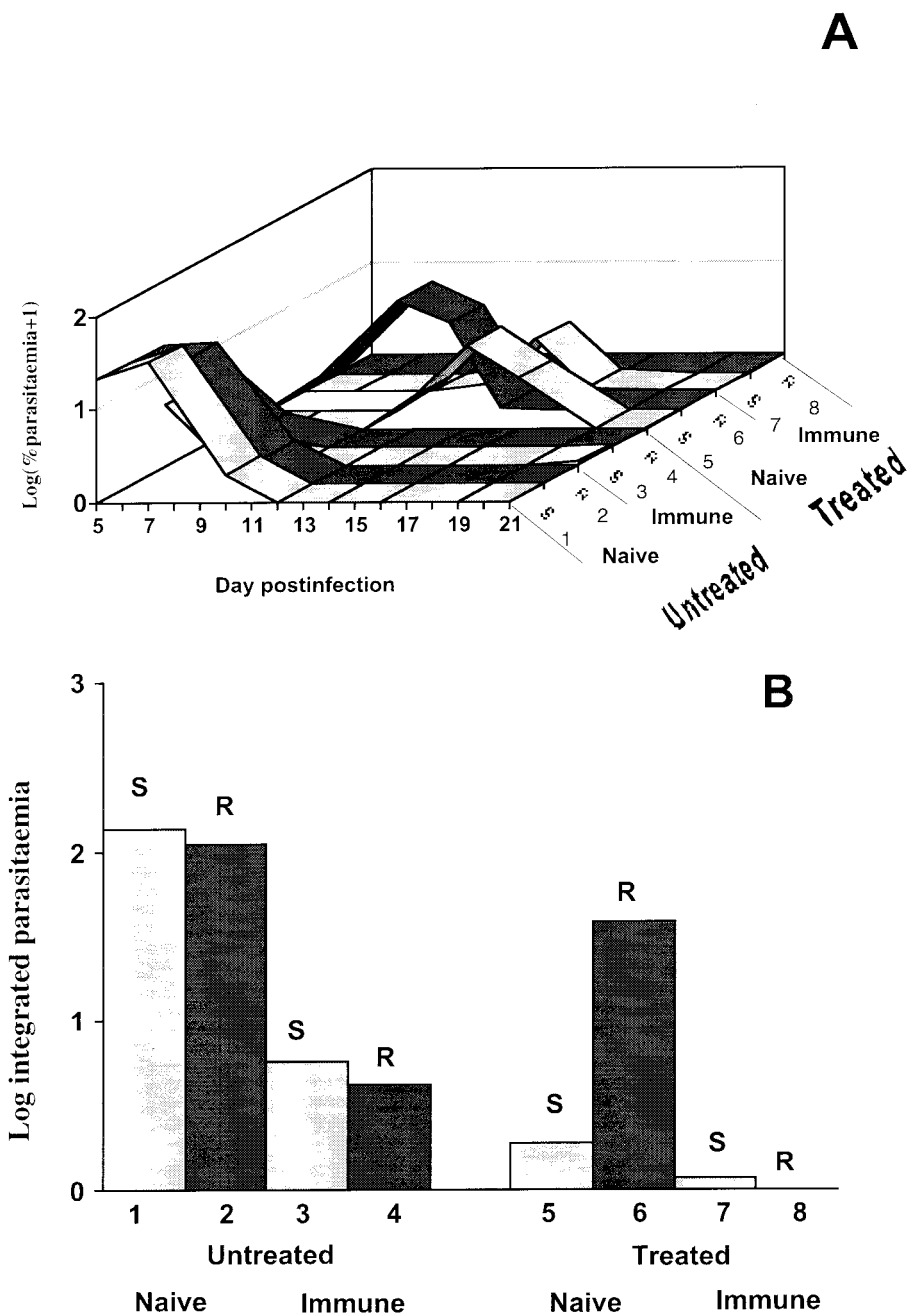 A
Log(%parasitaemia+1)
2
1
0
5 7 9 11 13 15 17 19 21
Day postinfection
S R S R S R S R
1 2 3 4 5 6 7 8
Naive Immune Naive Immune
Untreated Treated
B
Log integrated parasitaemia
3
2
1
0
S R S R S R S R
1 2 3 4 5 6 7 8
Untreated Treated
Naive Immune Naive Immune